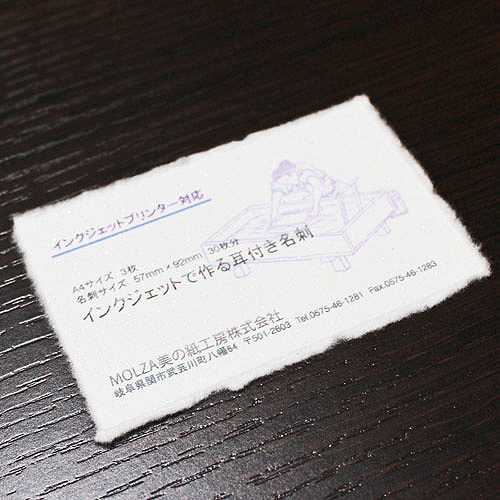 インクジェットプリンター対応
A4サイズ 3枚
名刺サイズ 57mm×92mm 30枚分
インクジェットで作る耳付き名刺
MOLZA美の紙工房株式会社
岐阜県関市武芸川町八幡64 〒501-2603 Tel.0575-46-1281 Fax.0575-46-1283